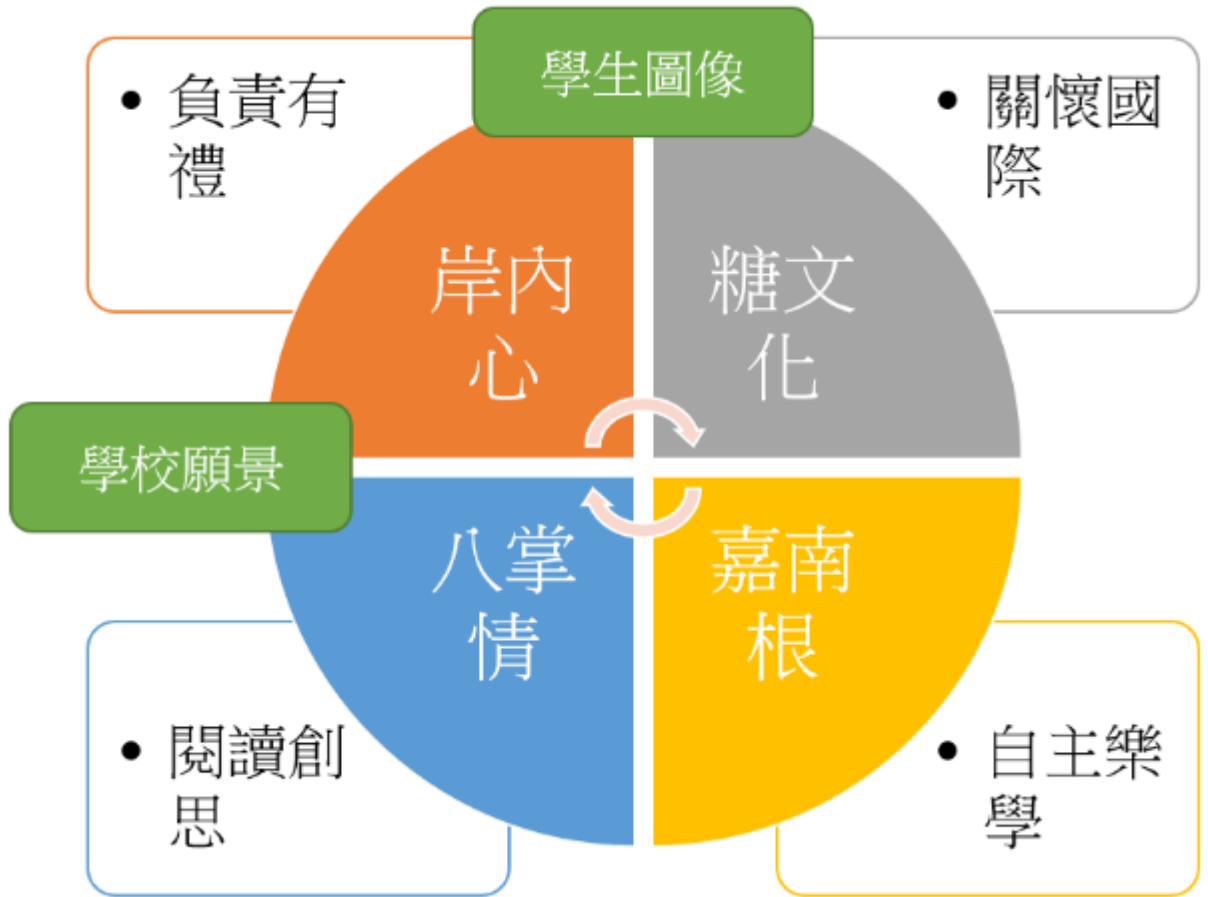 學生圖像
負責有
禮
關懷國
際
岸內
心
糖文
化
學校願景
八掌
情
嘉南
根
閱讀創
思
自主樂
學